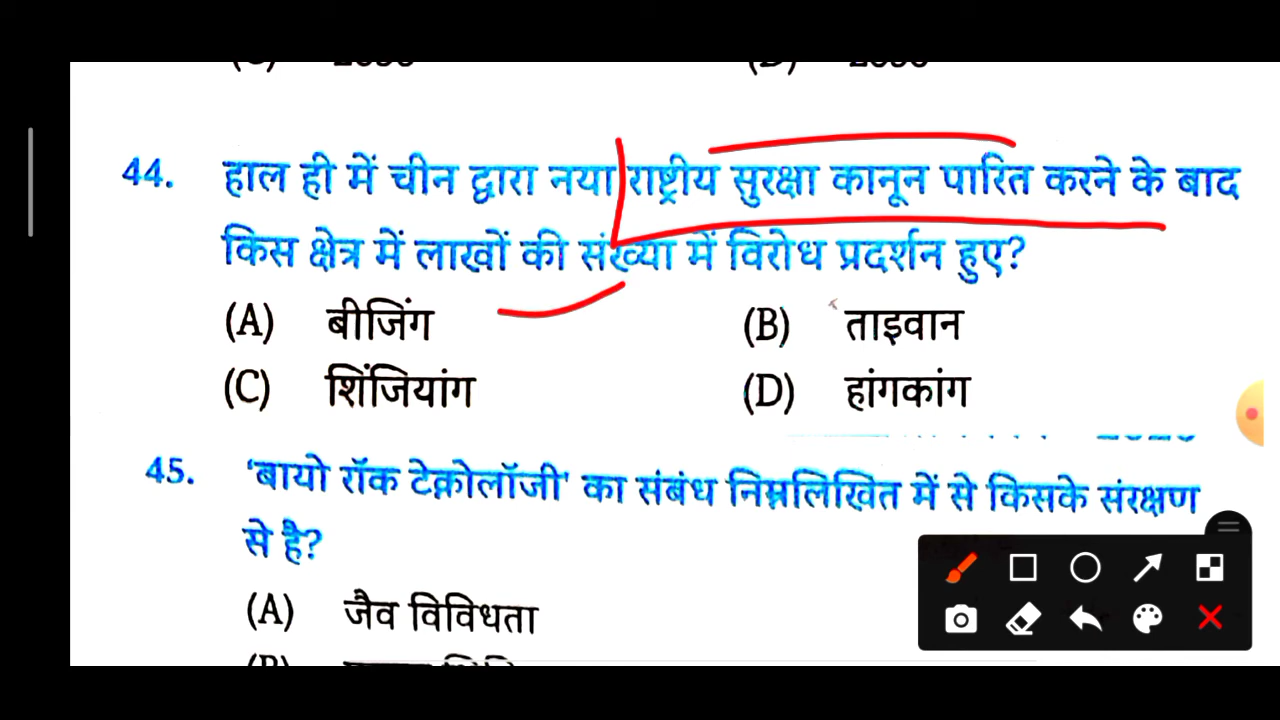 44. हाल ही में चीन द्वारा नया राष्ट्रीय सुरक्षा कानून पारित करने के बाद
किस क्षेत्र में लाखों की संख्या में विरोध प्रदर्शन हुए?
(A) बीजिंग (B) ताइवान
(C) शिंजियांग (D) हांगकांग
45. 'बायो रॉक टेक्नोलॉजी' का संबंध निम्नलिखित में से किसके संरक्षण
से है?
(A) जैव विविधता